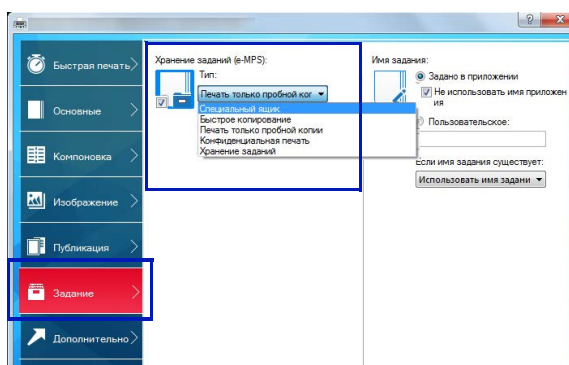 Быстрая печать
Основные
Компоновка
Изображение
Публикация
Задание
Дополнительно
Хранение заданий (e-MPS):
Тип:
Печать только пробной ког
Специальный ящик
Быстрое копирование
Печать только пробной копии
Конфиденциальная печать
Хранение заданий
Имя задания:
Задано в приложении
Не использовать имя приложен
ия
Пользовательское:
Если имя задания существует:
Использовать имя задани